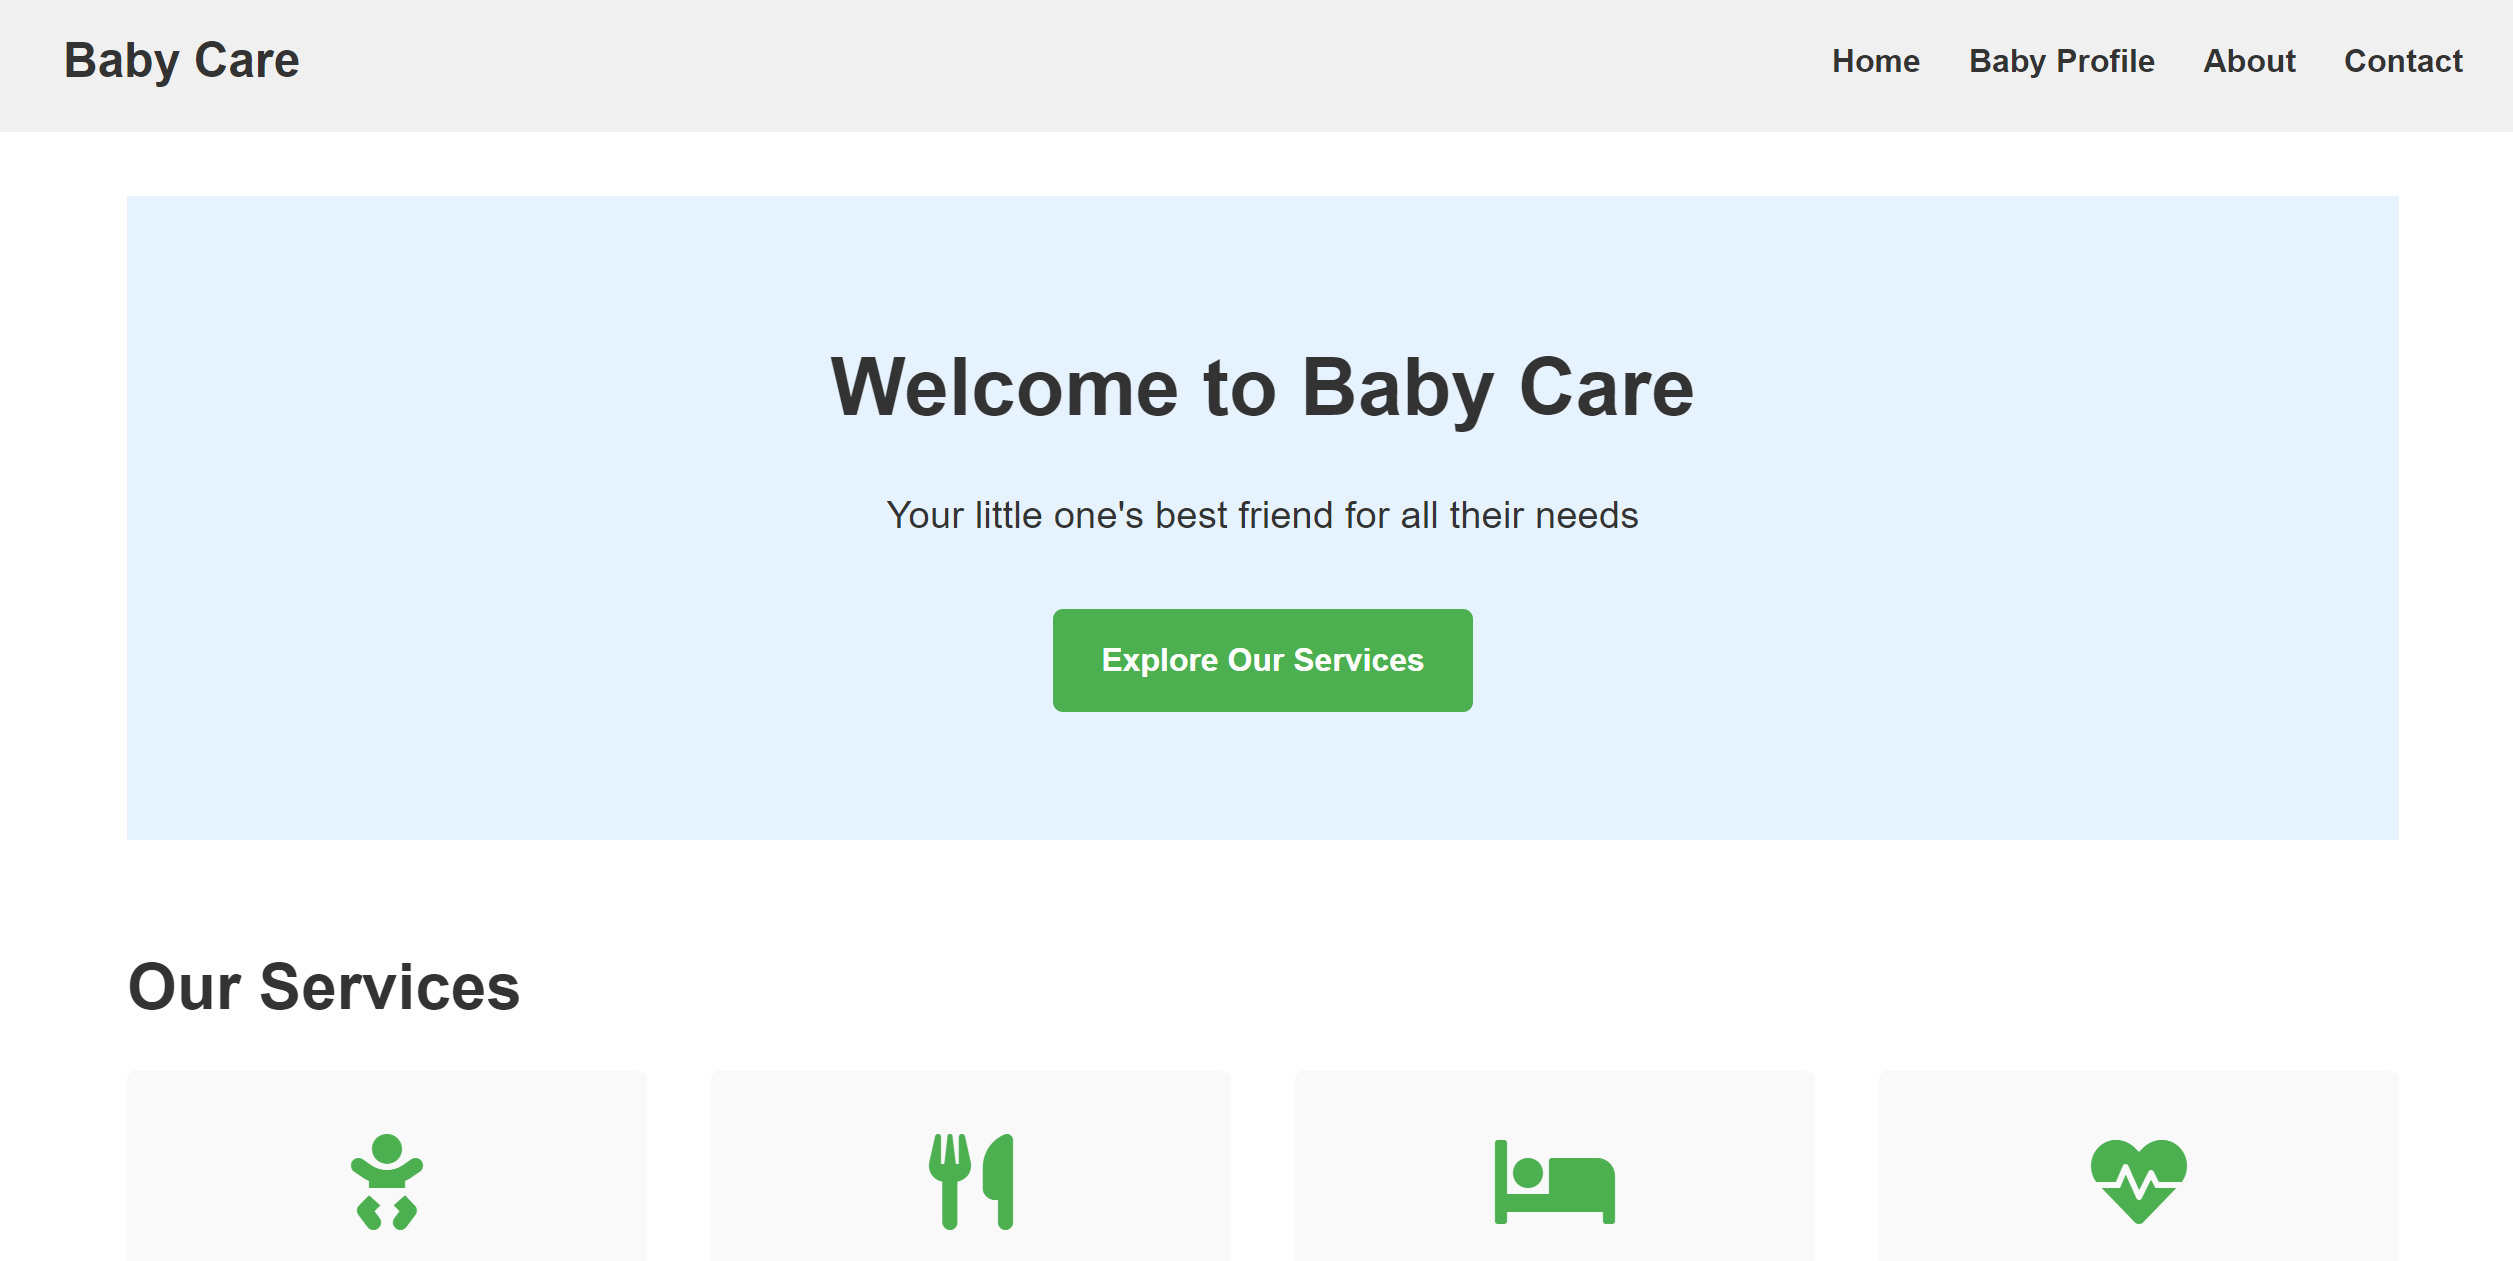 Baby Care
Home Baby Profile About Contact
Welcome to Baby Care
Your little one's best friend for all their needs
Explore Our Services
Our Services